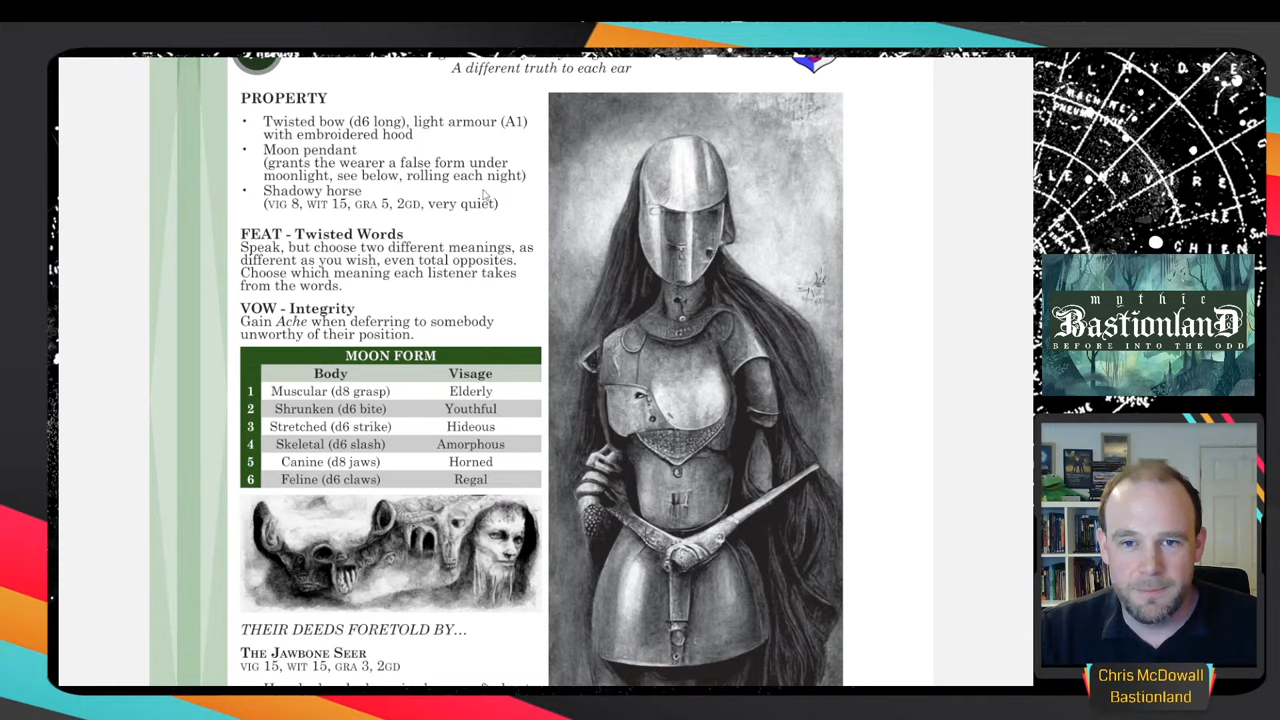 A different truth to each ear
PROPERTY
• Twisted bow (d6 long), light armour (A1)
with embroidered hood
• Moon pendant
(grants the wearer a false form under
moonlight, see below, rolling each night)
• Shadowy horse
(VIG 8, WIT 15, GRA 5, 2GD, very quiet)
FEAT - Twisted Words
Speak, but choose two different meanings, as
different as you wish, even total opposites.
Choose which meaning each listener takes
from the words.
VOW - Integrity
Gain Ache when deferring to somebody
unworthy of their position.
MOON FORM
Body Visage
1 Muscular (d8 grasp) Elderly
2 Shrunken (d6 bite) Youthful
3 Stretched (d6 strike) Hideous
4 Skeletal (d6 slash) Amorphous
5 Canine (d8 jaws) Horned
6 Feline (d6 claws) Regal
THEIR DEEDS FORETOLD BY...
THE JAWBONE SEER
VIG 15, WIT 15, GRA 3, 2GD
L'HYDRE
MACHINE
PNEUMATIQUE
CHIEN
mythic
BastionlanD
BEFORE INTO THE ODD
Chris McDowall
Bastionland